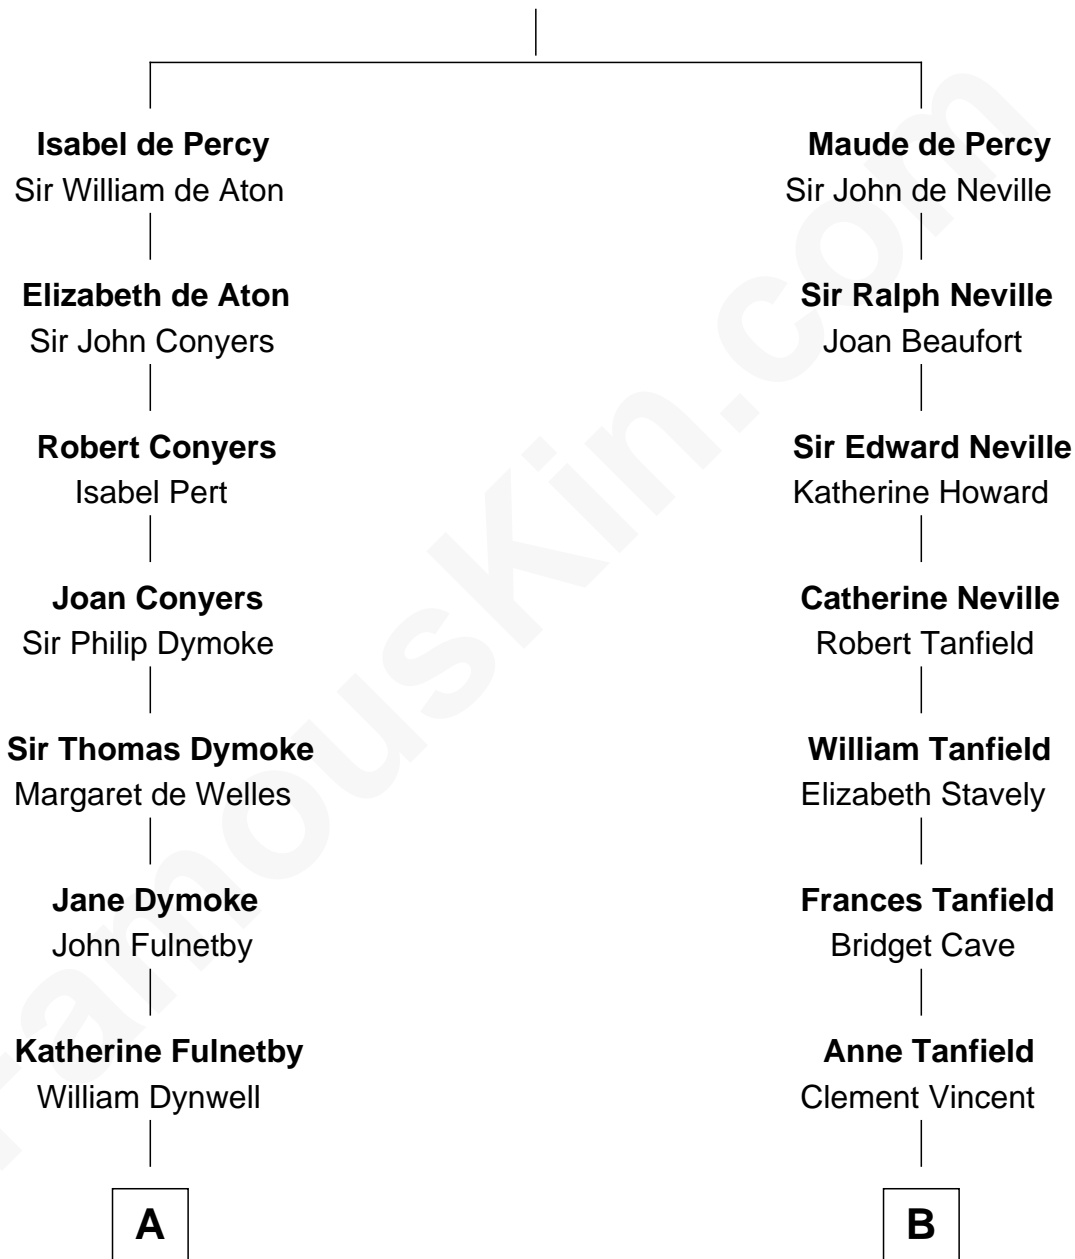 Isabel de Percy
Sir William de Aton
Elizabeth de Aton
Sir John Conyers
Robert Conyers
Isabel Pert
Joan Conyers
Sir Philip Dymoke
Sir Thomas Dymoke
Margaret de Welles
Jane Dymoke
John Fulnetby
Katherine Fulnetby
William Dynwell
A
Maude de Percy
Sir John de Neville
Sir Ralph Neville
Joan Beaufort
Sir Edward Neville
Katherine Howard
Catherine Neville
Robert Tanfield
William Tanfield
Elizabeth Stavely
Frances Tanfield
Bridget Cave
Anne Tanfield
Clement Vincent
B
FamousKin.com